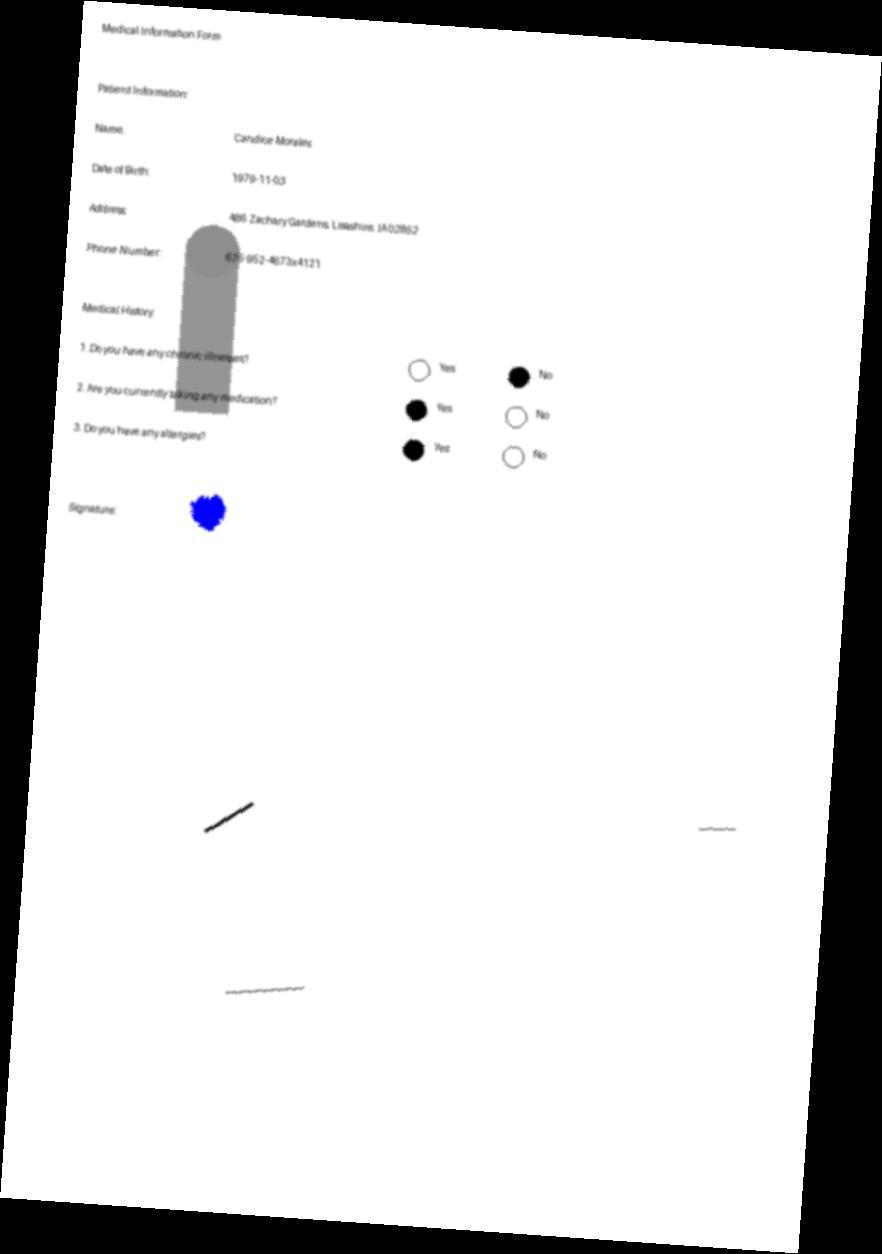 Medical Information Form
Patient Information:
Name: Candice Morales
Date of Birth: 1979-11-03
Address: 486 Zachary Gardens, Lisashire, IA 02852
Phone Number: 635-952-4673x4121
Medical History:
1. Do you have any chronic illnesses? Yes No
2. Are you currently taking any medication? Yes No
3. Do you have any allergies? Yes No
Signature: